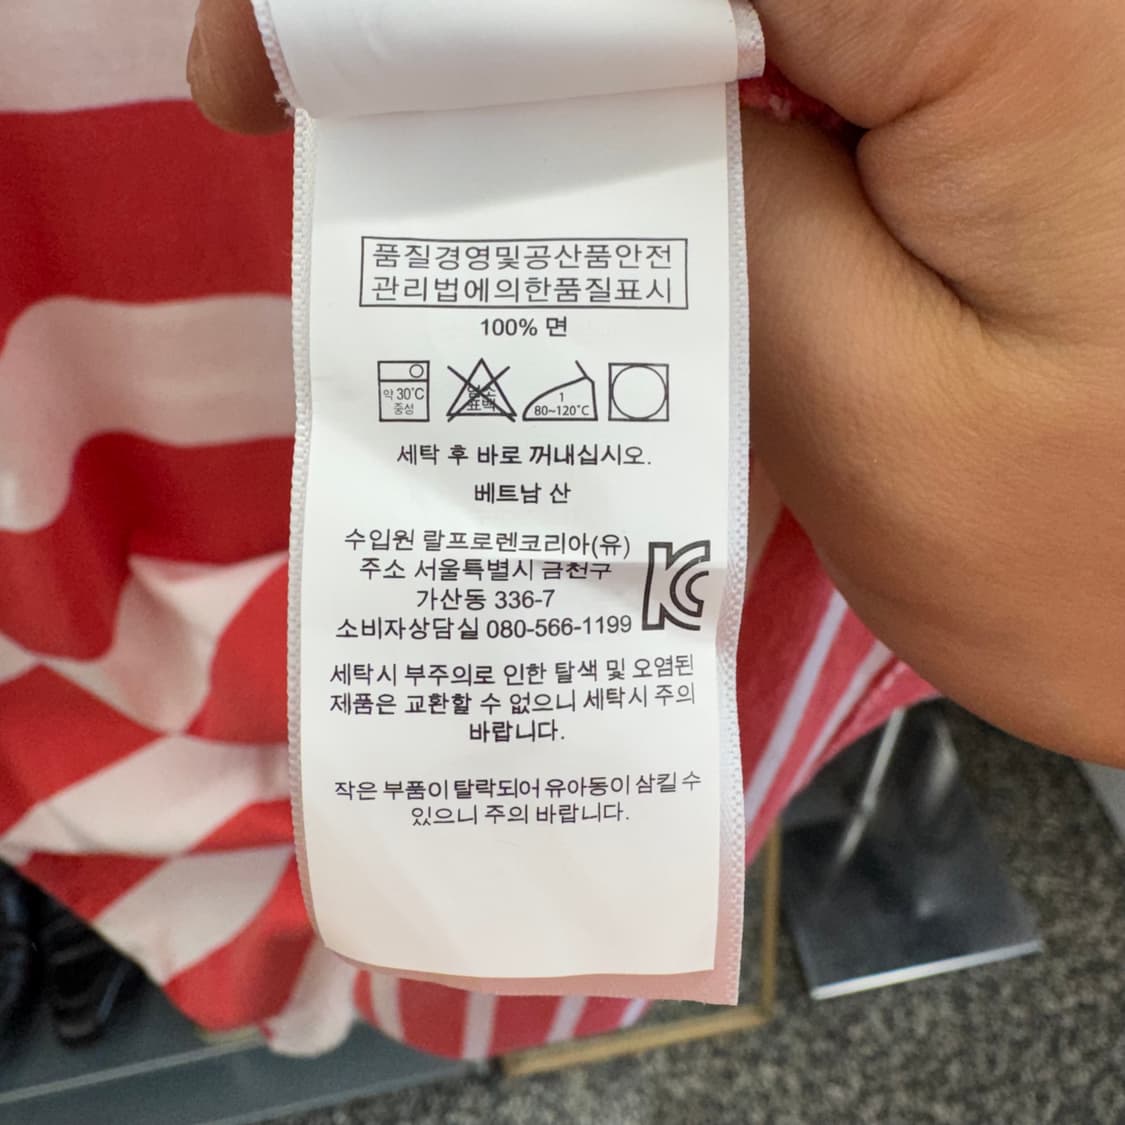 품질경영및공산품안전
관리법에의한품질표시
100% 면
약 30℃
중성
염소
표백
1
80~120℃
세탁 후 바로 꺼내십시오.
베트남 산
수입원 랄프로렌코리아(유)
주소 서울특별시 금천구
가산동 336-7
소비자상담실 080-566-1199
KC
세탁시 부주의로 인한 탈색 및 오염된
제품은 교환할 수 없으니 세탁시 주의
바랍니다.
작은 부품이 탈락되어 유아동이 삼킬 수
있으니 주의 바랍니다.